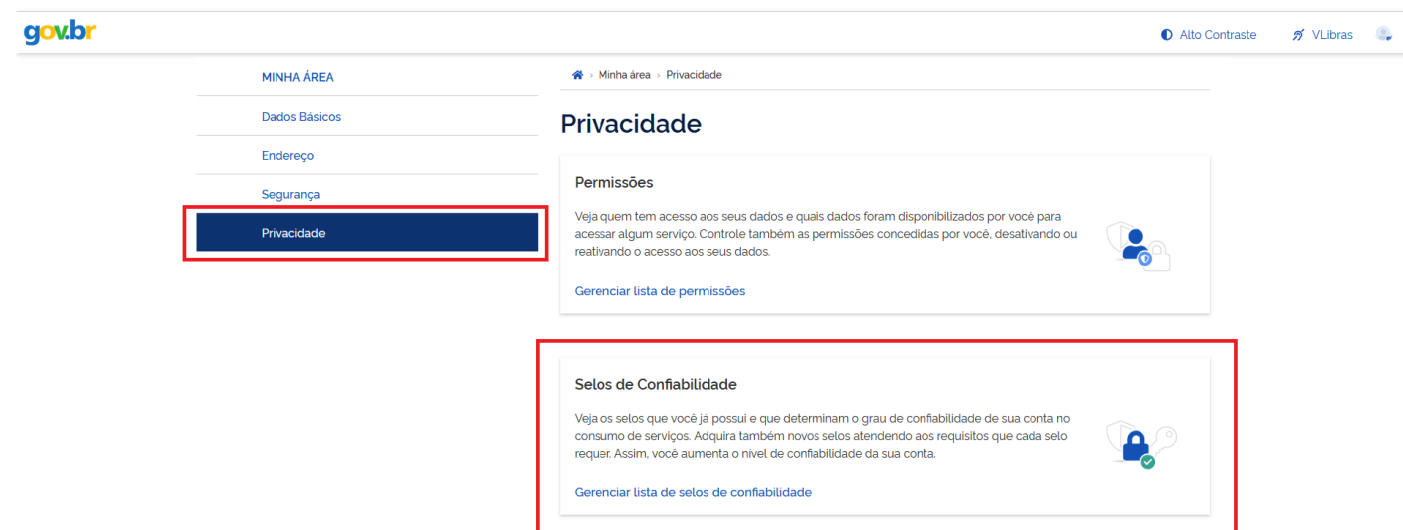 gov.br
Alto Contraste
VLibras
MINHA ÁREA
Dados Básicos
Endereço
Segurança
Privacidade
Minha área > Privacidade
Privacidade
Permissões
Veja quem tem acesso aos seus dados e quais dados foram disponibilizados por você para
acessar algum serviço. Controle também as permissões concedidas por você, desativando ou
reativando o acesso aos seus dados.
Gerenciar lista de permissões
Selos de Confiabilidade
Veja os selos que você já possui e que determinam o grau de confiabilidade de sua conta no
consumo de serviços. Adquira também novos selos atendendo aos requisitos que cada selo
requer. Assim, você aumenta o nível de confiabilidade da sua conta.
Gerenciar lista de selos de confiabilidade